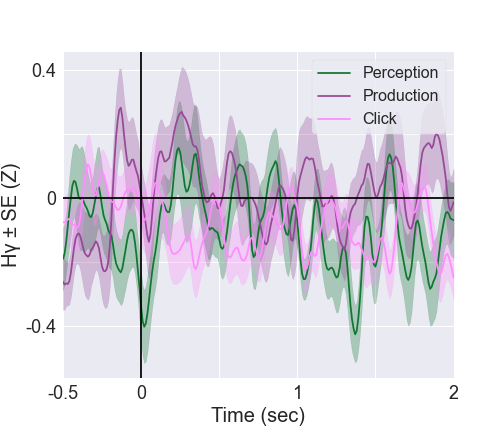 Perception
Production
Click
0.4
0
-0.4
Hγ ± SE (Z)
-0.5
0
1
2
Time (sec)